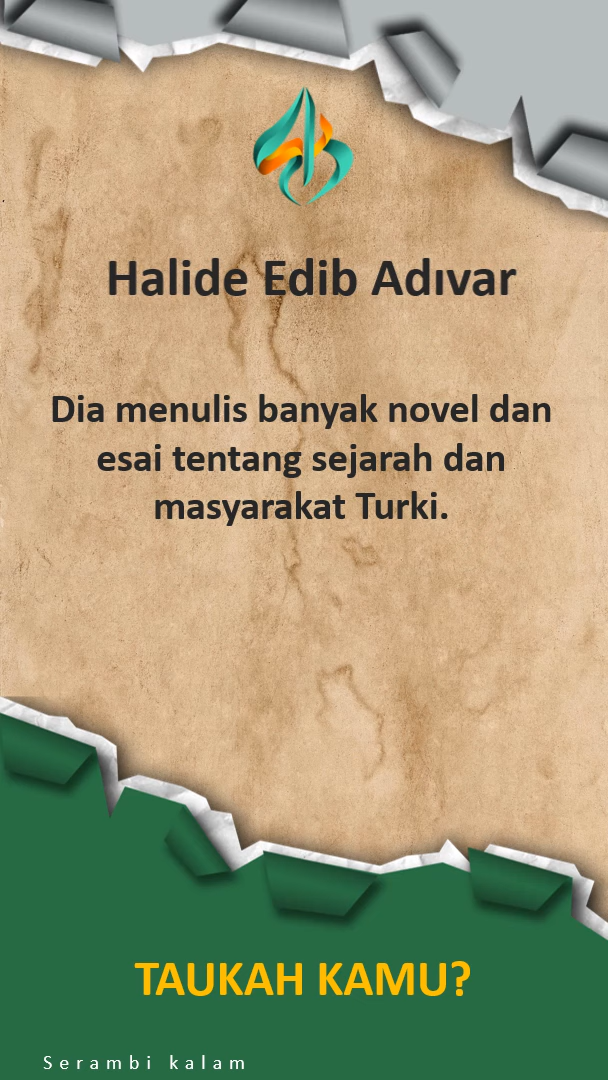 Halide Edib Adıvar
Dia menulis banyak novel dan
esai tentang sejarah dan
masyarakat Turki.
TAUKAH KAMU?
Serambi kalam